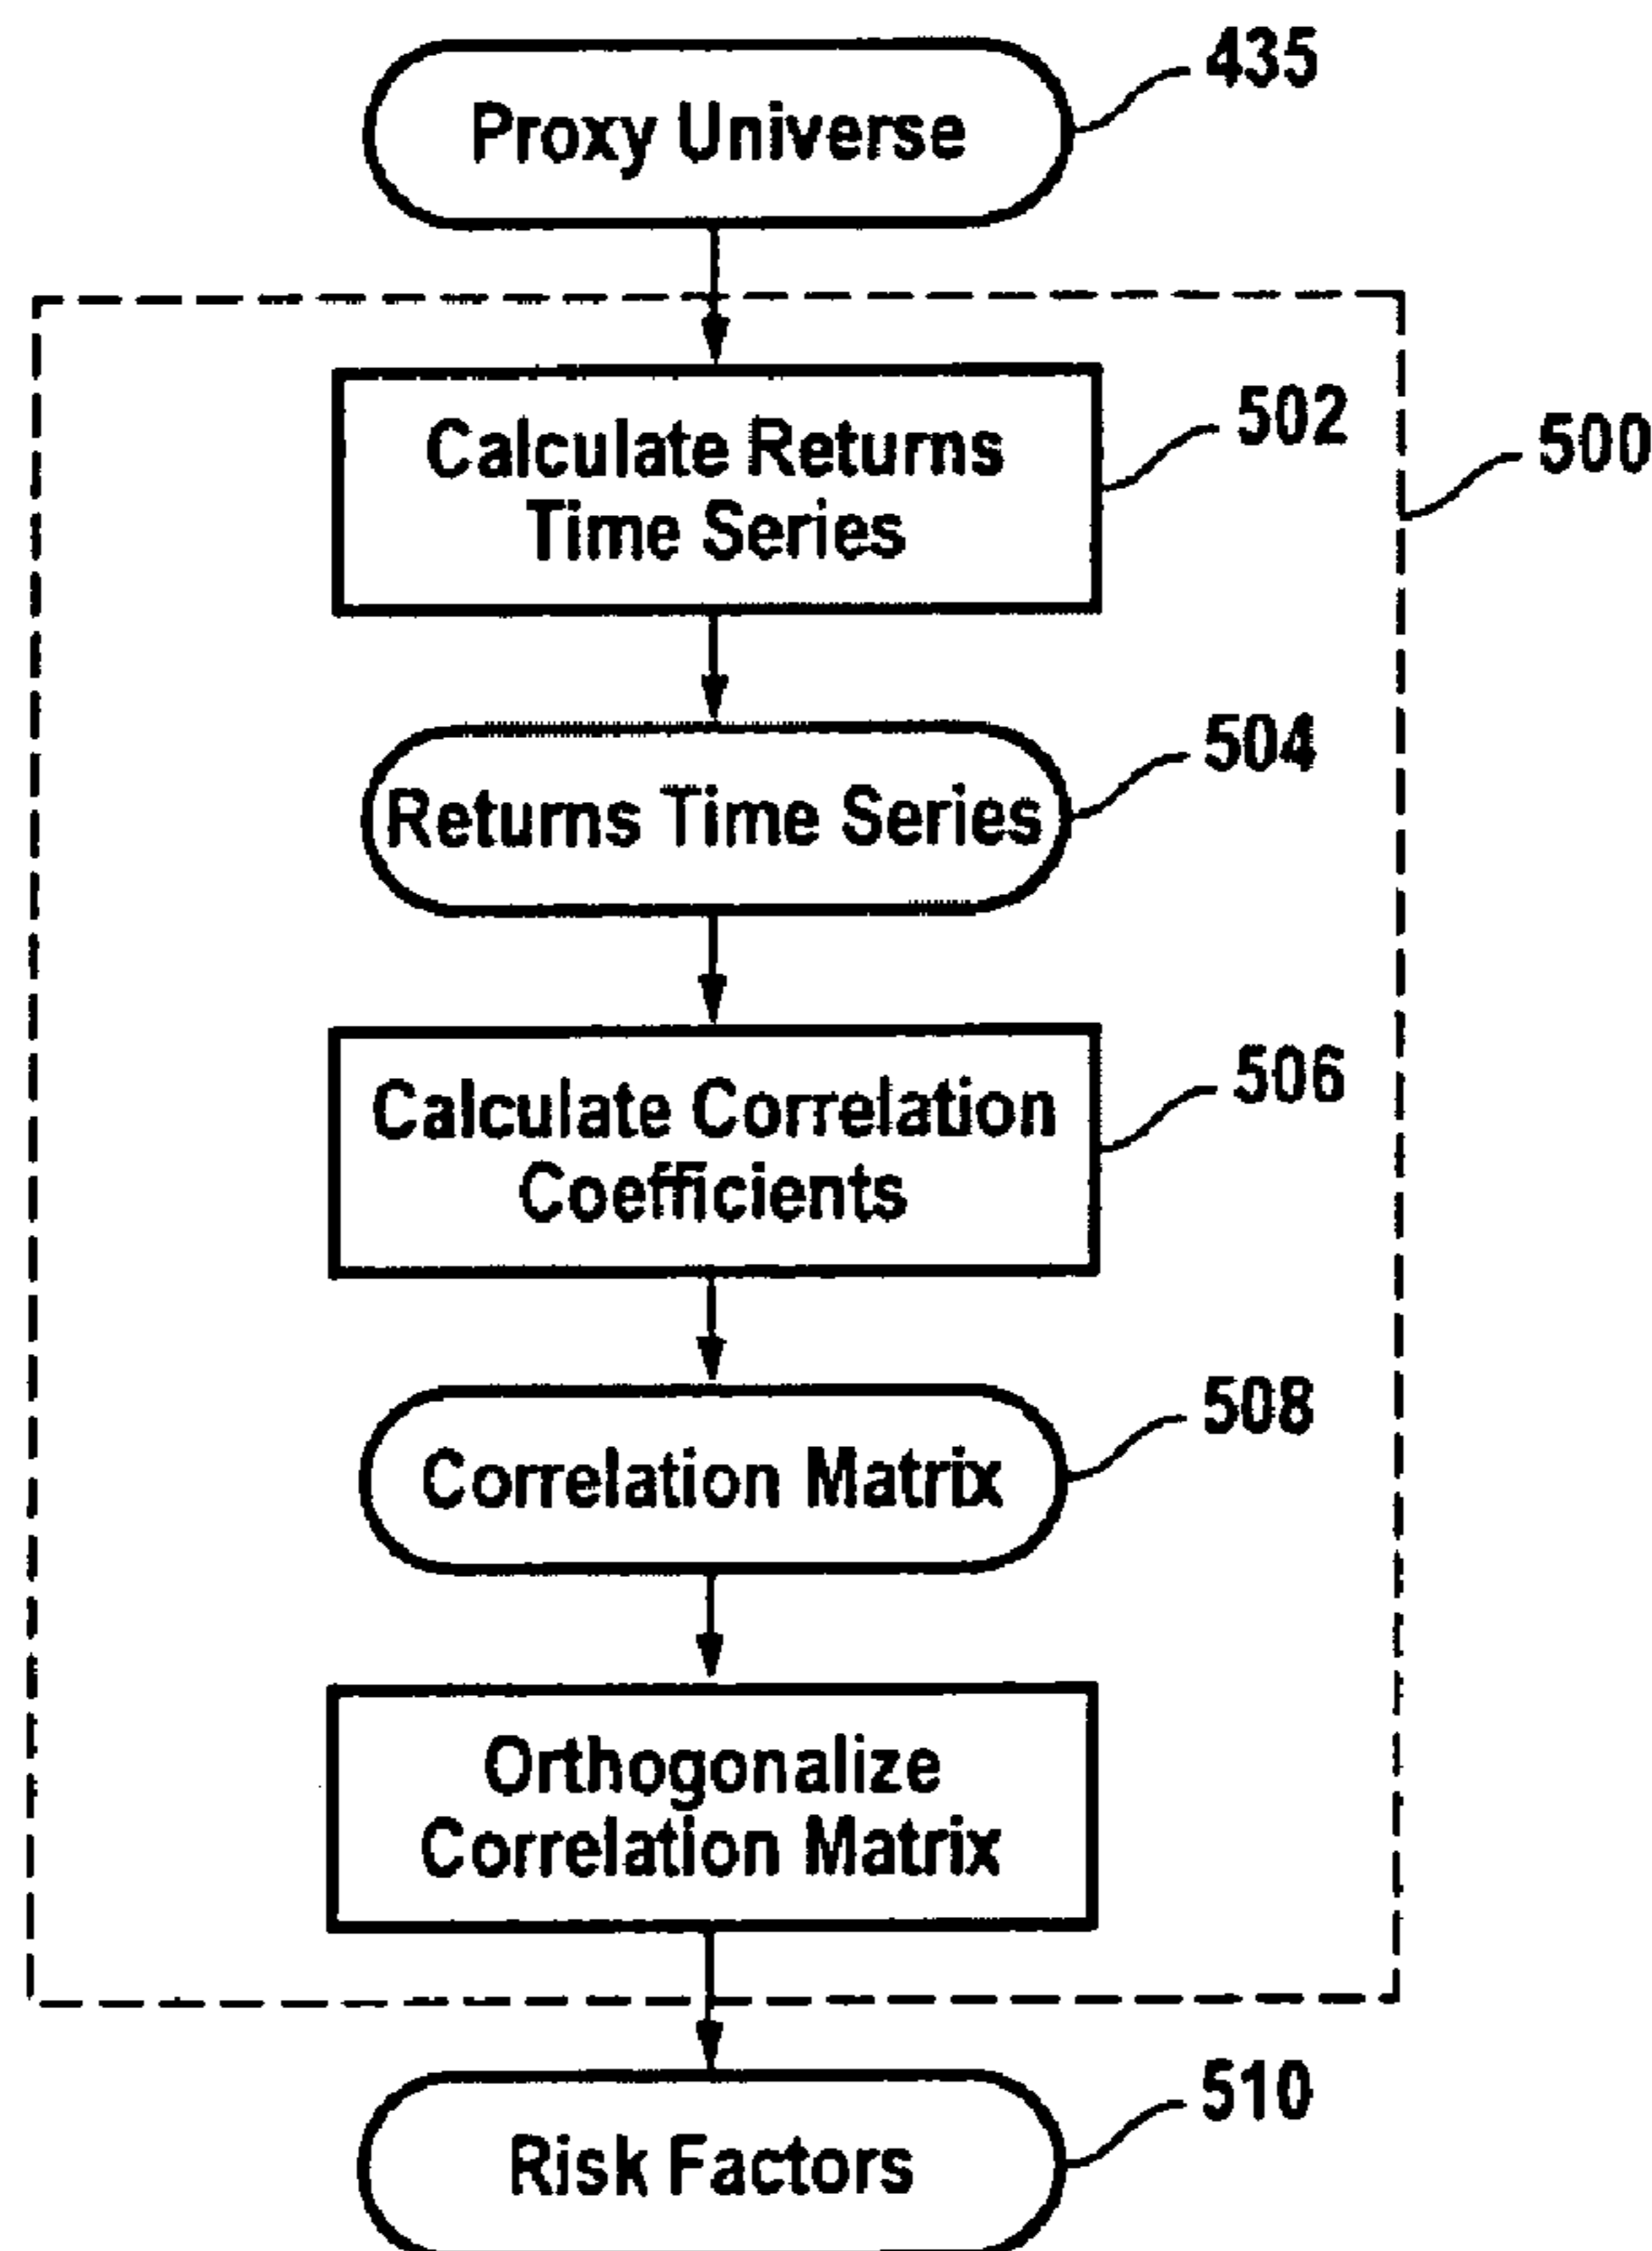 Proxy Universe
435
Calculate Returns
Time Series
502
500
Returns Time Series
504
Calculate Correlation
Coefficients
506
Correlation Matrix
508
Orthogonalize
Correlation Matrix
Risk Factors
510